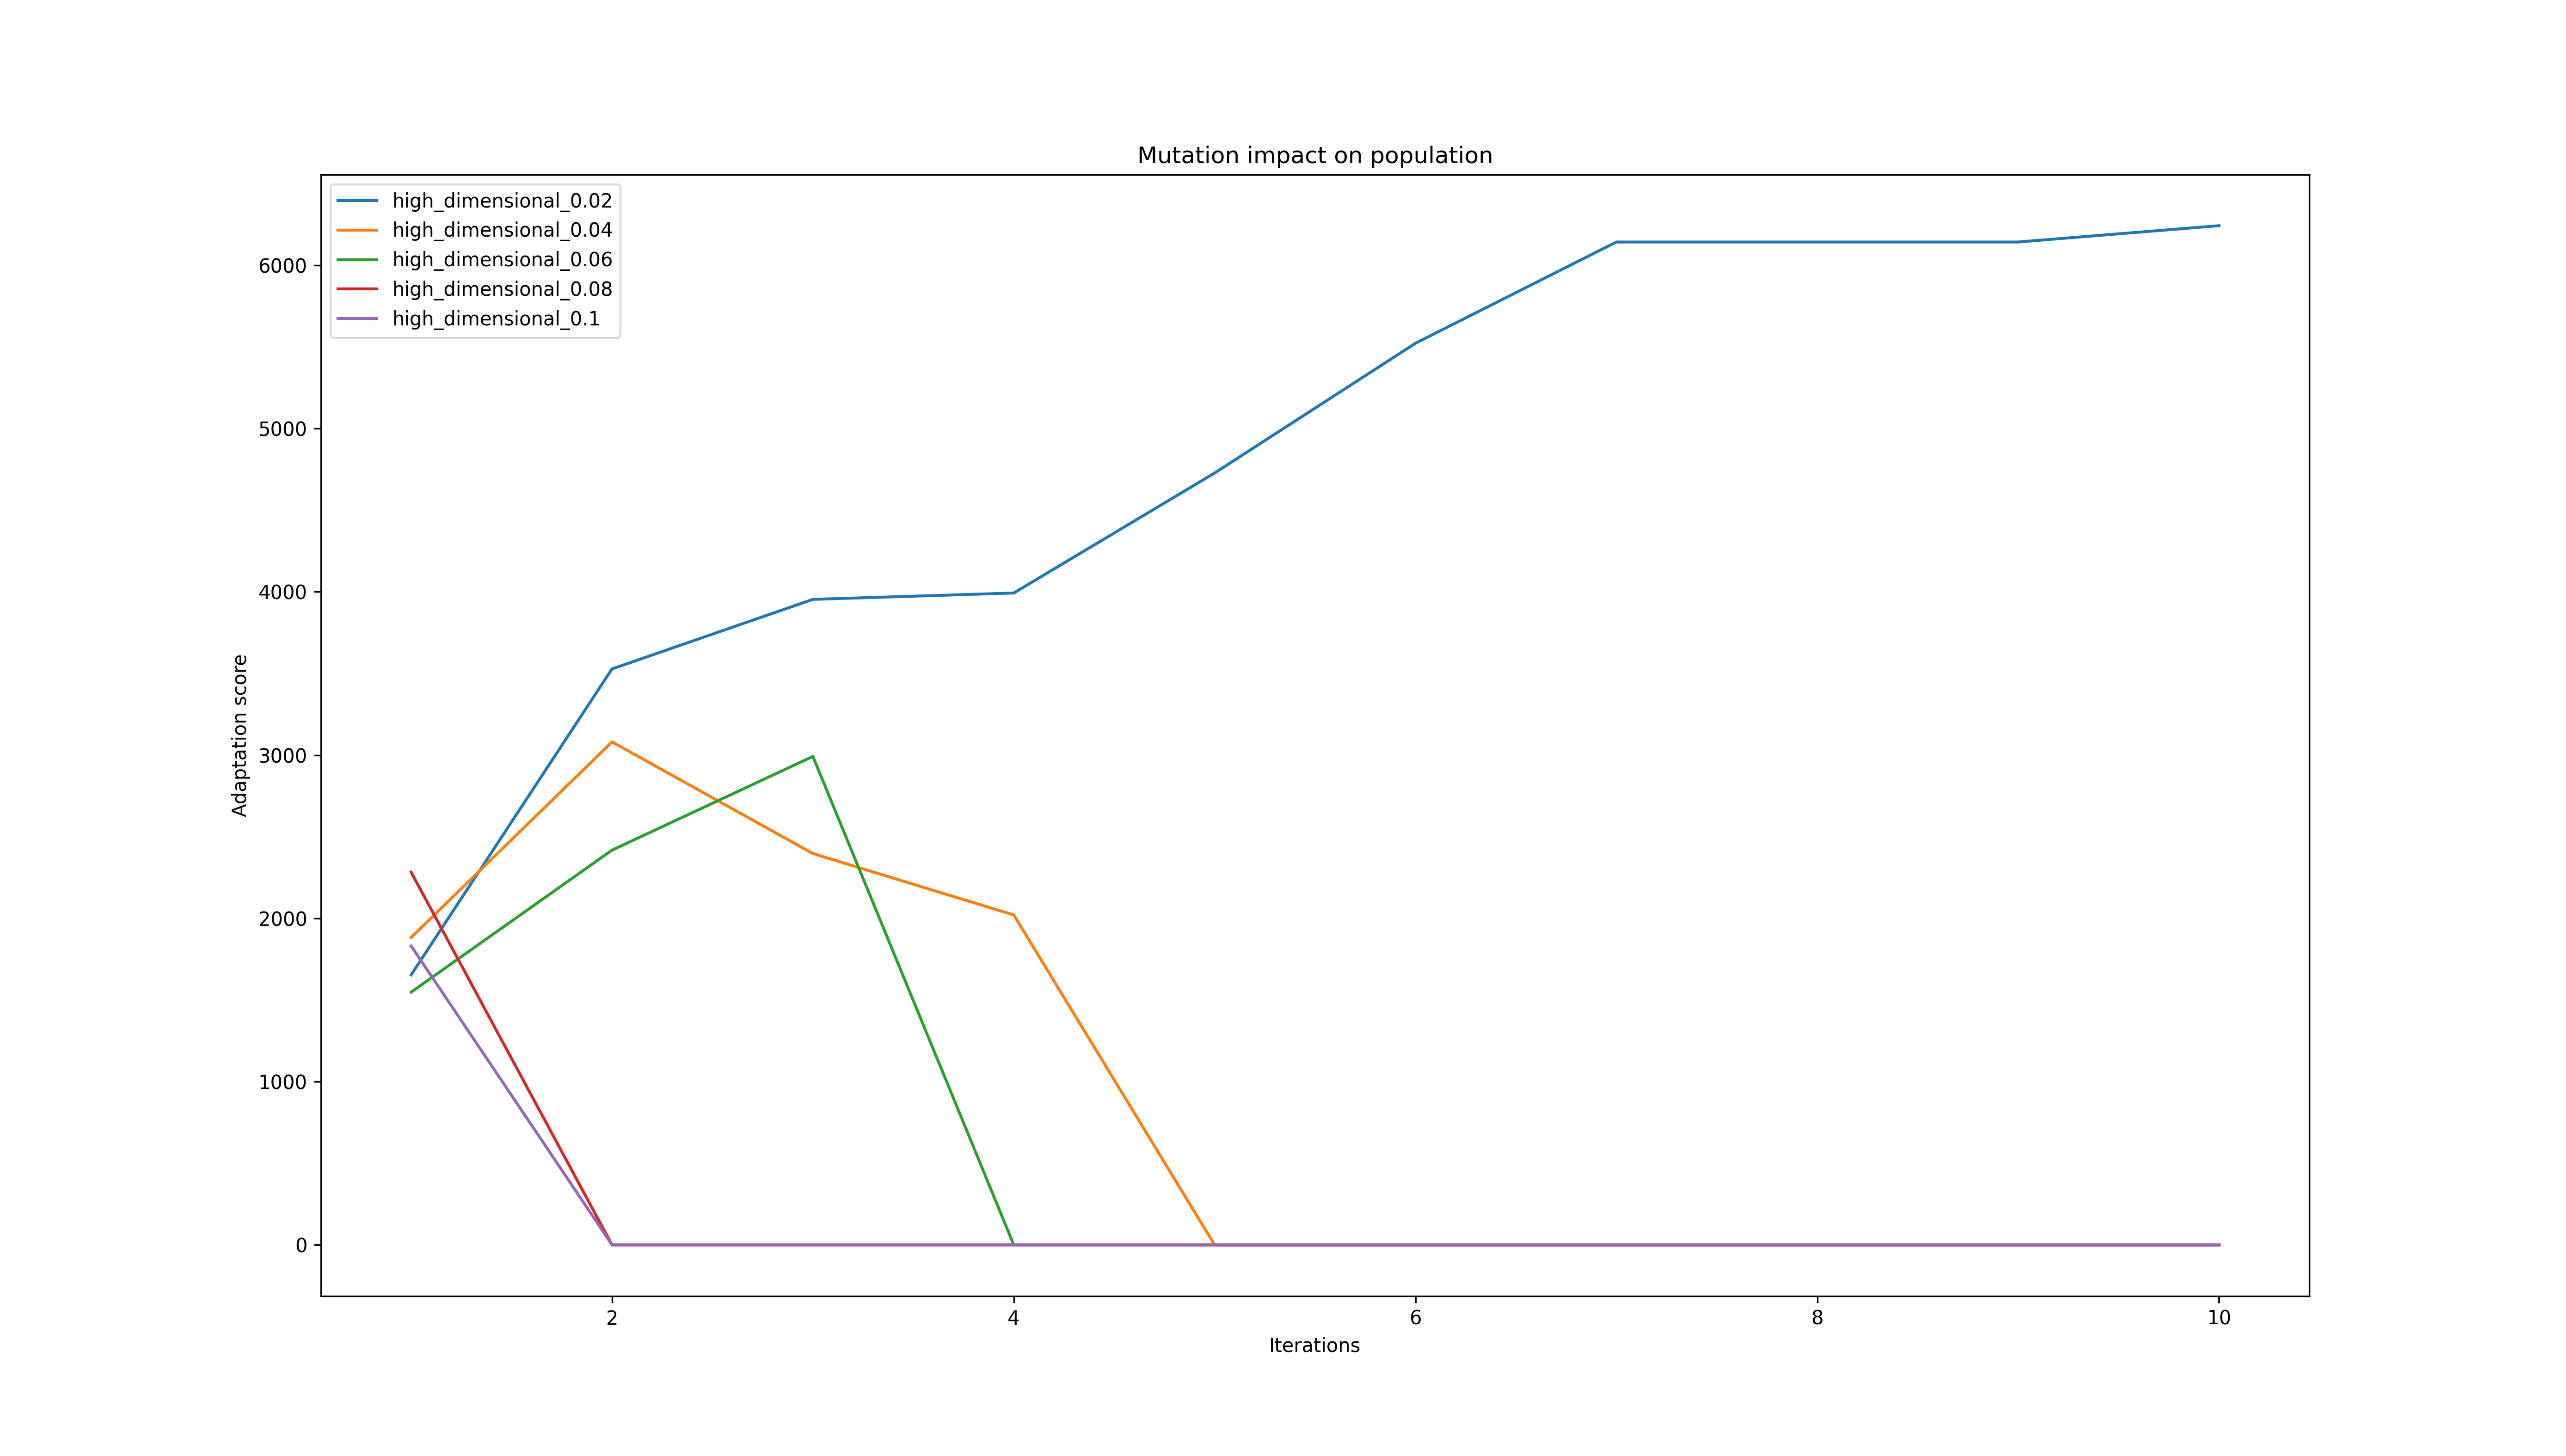 Mutation impact on population
high_dimensional_0.02
high_dimensional_0.04
high_dimensional_0.06
high_dimensional_0.08
high_dimensional_0.1
6000
5000
4000
3000
2000
1000
0
Adaptation score
2 4 6 8 10
Iterations